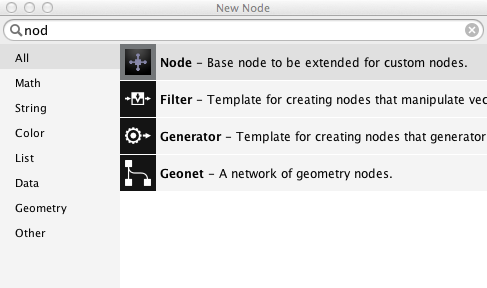 New Node
nod
All
Math
String
Color
List
Data
Geometry
Other
Node – Base node to be extended for custom nodes.
Filter – Template for creating nodes that manipulate
Generator – Template for creating nodes that
Geonet – A network of geometry nodes.